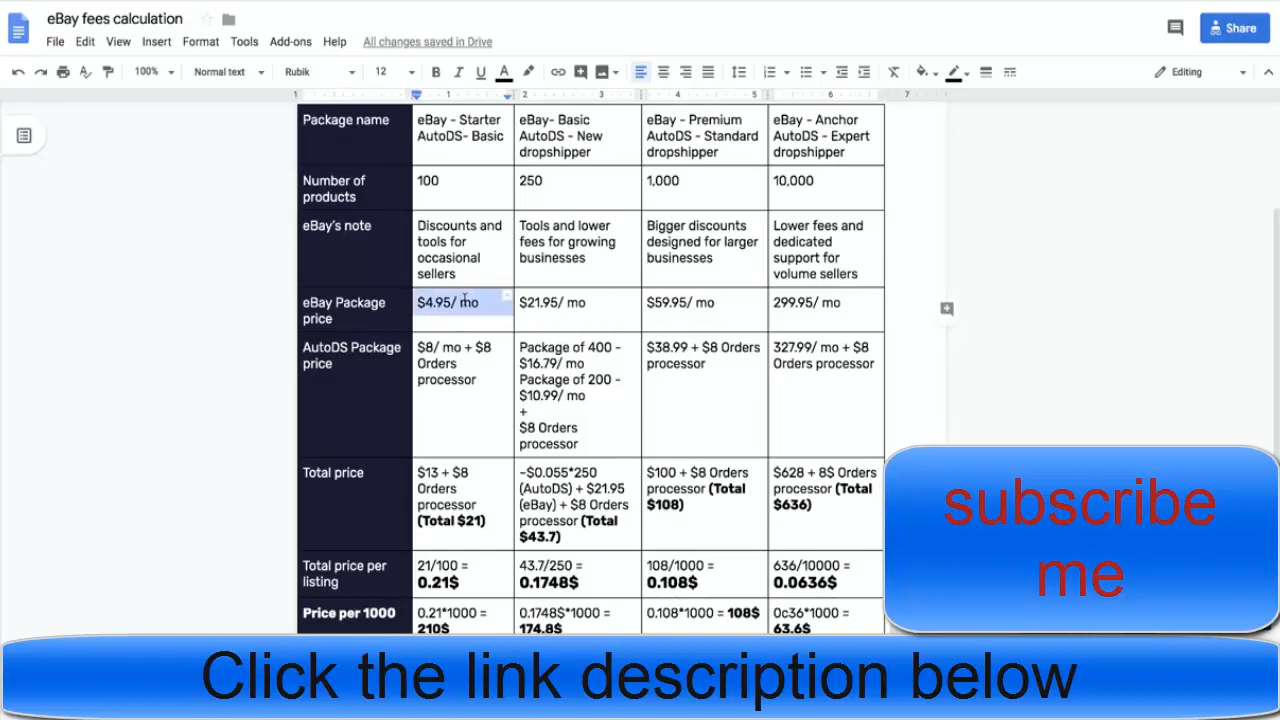 eBay fees calculation
File Edit View Insert Format Tools Add-ons Help All changes saved in Drive
Share
100% Normal text Rubik 12 B I U A Editing
1 1 2 3 4 5 6 7
Package name
eBay - Starter
AutoDS- Basic
eBay- Basic
AutoDS - New
dropshipper
eBay - Premium
AutoDS - Standard
dropshipper
eBay - Anchor
AutoDS - Expert
dropshipper
Number of
products
100
250
1,000
10,000
eBay's note
Discounts and
tools for
occasional
sellers
Tools and lower
fees for growing
businesses
Bigger discounts
designed for larger
businesses
Lower fees and
dedicated
support for
volume sellers
eBay Package
price
$4.95/ mo
$21.95/ mo
$59.95/ mo
299.95/ mo
AutoDS Package
price
$8/ mo + $8
Orders
processor
Package of 400 -
$16.79/ mo
Package of 200 -
$10.99/ mo
+
$8 Orders
processor
$38.99 + $8 Orders
processor
327.99/ mo + $8
Orders processor
Total price
$13 + $8
Orders
processor
(Total $21)
~$0.055*250
(AutoDS) + $21.95
(eBay) + $8 Orders
processor (Total
$43.7)
$100 + $8 Orders
processor (Total
$108)
$628 + 8$ Orders
processor (Total
$636)
Total price per
listing
21/100 =
0.21$
43.7/250 =
0.1748$
108/1000 =
0.108$
636/10000 =
0.0636$
Price per 1000
0.21*1000 =
210$
0.1748$*1000 =
174.8$
0.108*1000 = 108$
0c36*1000 =
63.6$
subscribe
me
Click the link description below